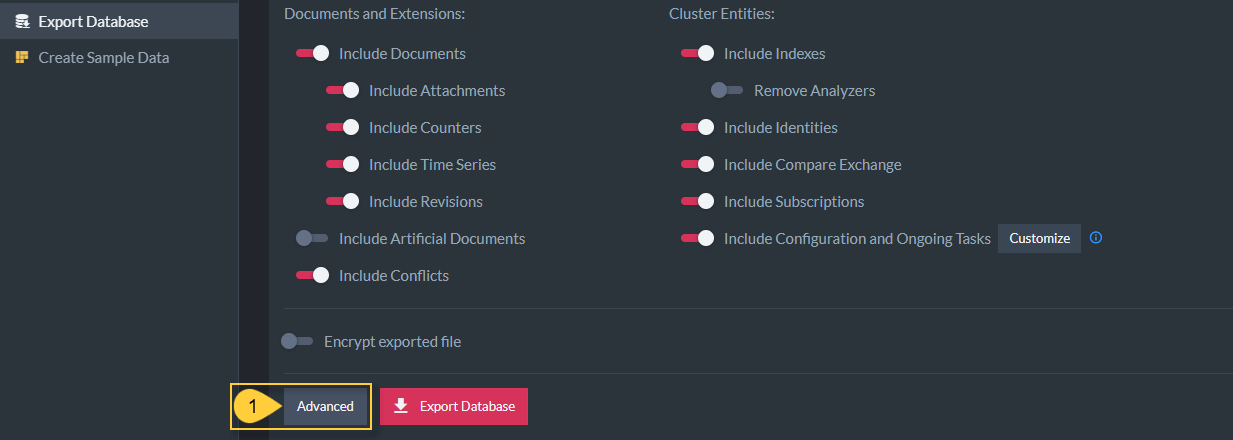 Export Database
Create Sample Data
Documents and Extensions:
Include Documents
Include Attachments
Include Counters
Include Time Series
Include Revisions
Include Artificial Documents
Include Conflicts
Cluster Entities:
Include Indexes
Remove Analyzers
Include Identities
Include Compare Exchange
Include Subscriptions
Include Configuration and Ongoing Tasks Customize
Encrypt exported file
1 Advanced Export Database